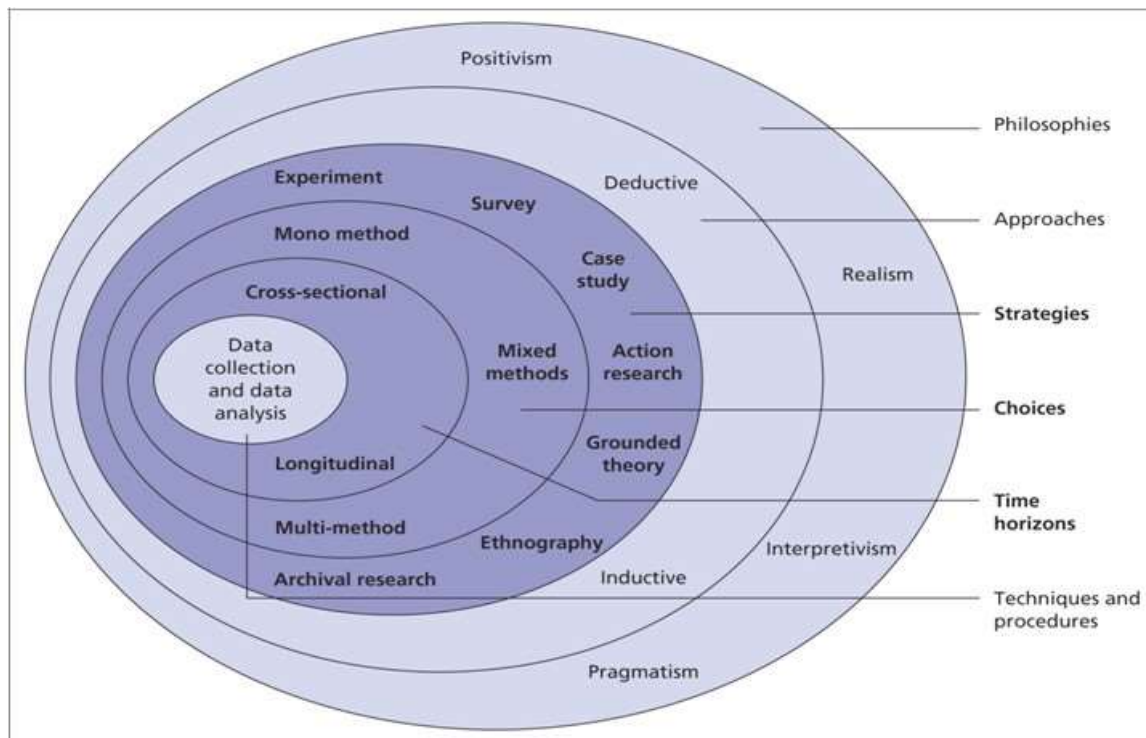 Positivism
Philosophies
Experiment
Deductive
Survey
Approaches
Mono method
Case
study
Realism
Cross-sectional
Strategies
Data
collection
and data
analysis
Mixed
methods
Action
research
Choices
Grounded
theory
Longitudinal
Time
horizons
Multi-method
Ethnography
Interpretivism
Archival research
Inductive
Techniques and
procedures
Pragmatism